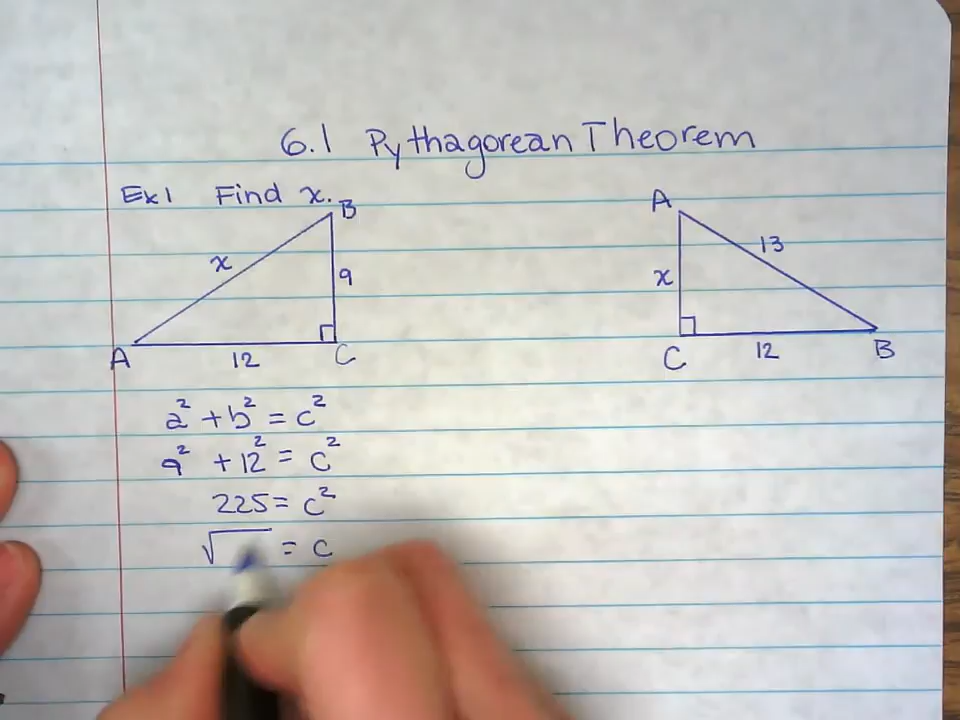 6.1 Pythagorean Theorem
Ex1 Find x.
B
x
9
A
12
C
A
13
x
C
12
B
a² + b² = c²
9² + 12² = c²
225 = c²
√ = c